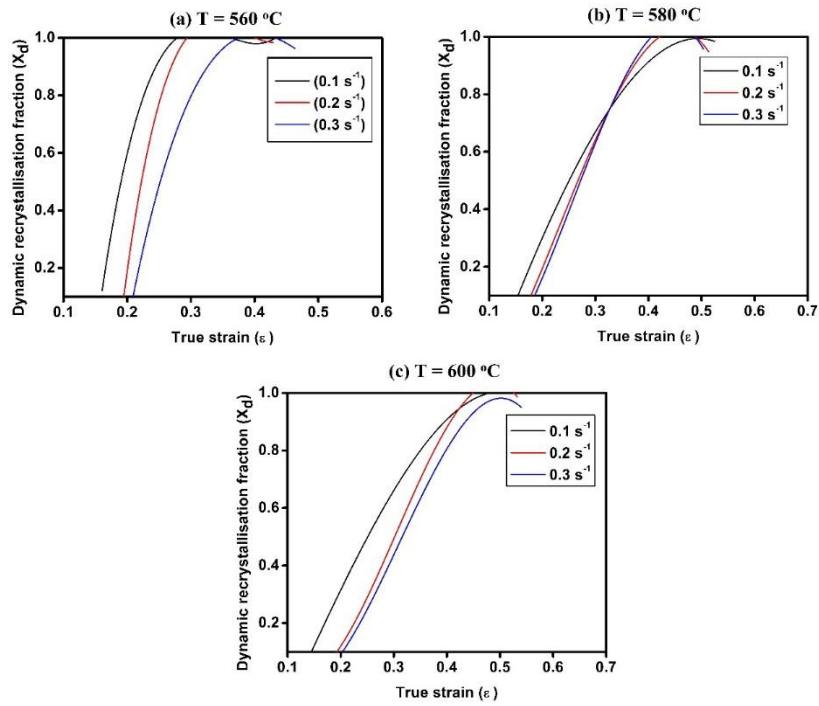 (a) T = 560 °C
Dynamic recrystallisation fraction (Xd)
1.0
0.8
0.6
0.4
0.2
0.1 0.2 0.3 0.4 0.5 0.6
True strain (ε)
(0.1 s-1)
(0.2 s-1)
(0.3 s-1)
(b) T = 580 °C
Dynamic recrystallisation fraction (Xd)
1.0
0.8
0.6
0.4
0.2
0.1 0.2 0.3 0.4 0.5 0.6 0.7
True strain (ε)
0.1 s-1
0.2 s-1
0.3 s-1
(c) T = 600 °C
Dynamic recrystallisation fraction (Xd)
1.0
0.8
0.6
0.4
0.2
0.1 0.2 0.3 0.4 0.5 0.6 0.7
True strain (ε)
0.1 s-1
0.2 s-1
0.3 s-1